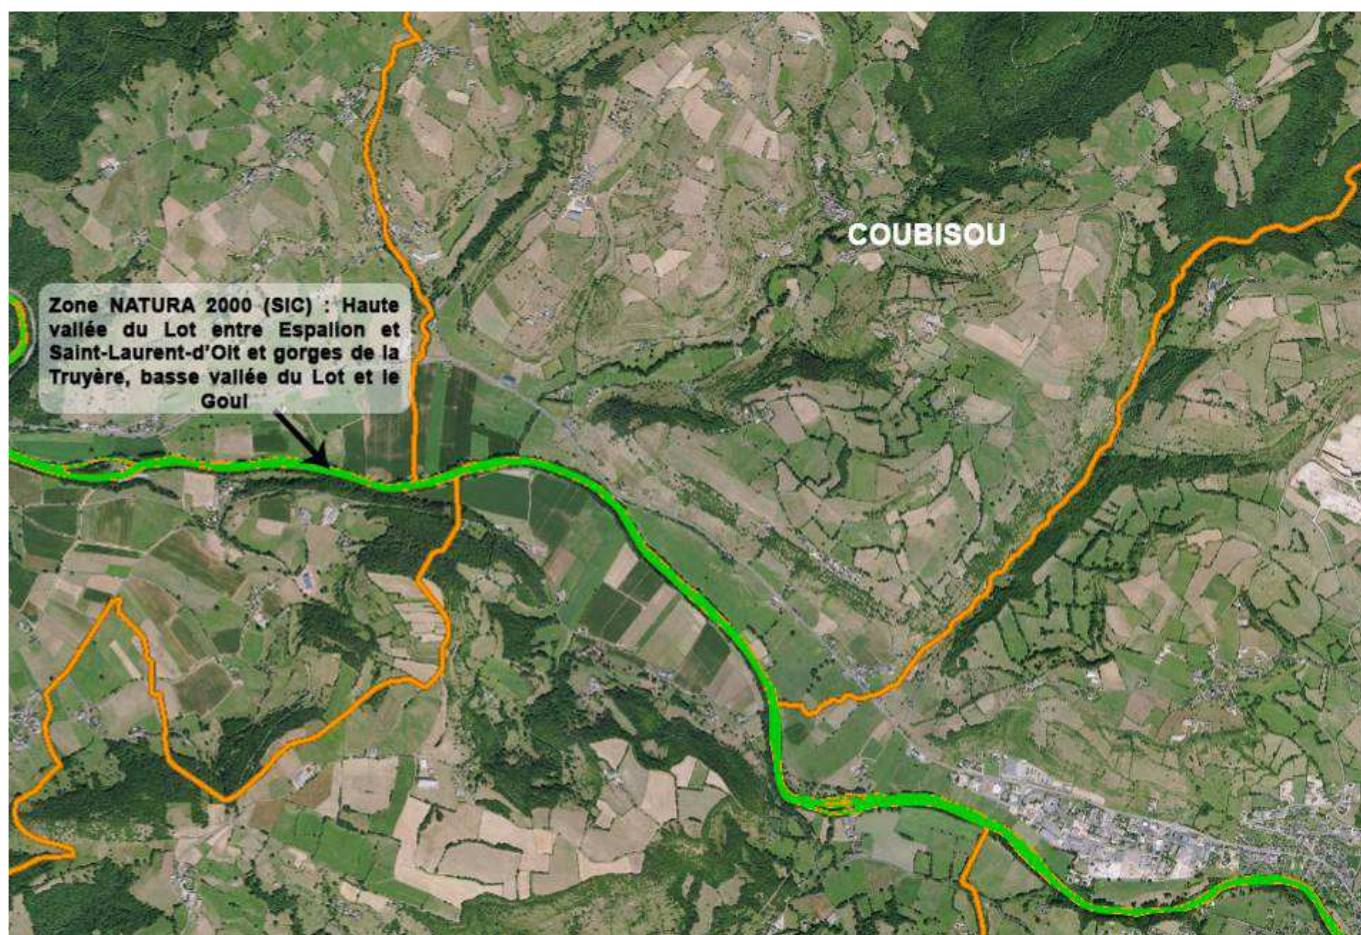 COUBISOU
Zone NATURA 2000 (SIC) : Haute
vallée du Lot entre Espalion et
Saint-Laurent-d'Olt et gorges de la
Truyère, basse vallée du Lot et le
Goul